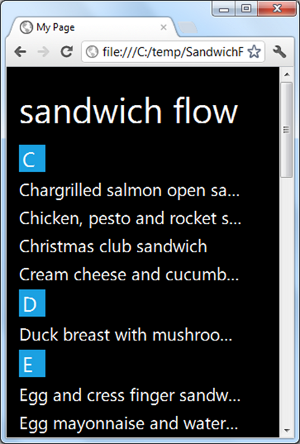 My Page
file:///C:/temp/SandwichF
sandwich flow
C
Chargrilled salmon open sa...
Chicken, pesto and rocket s...
Christmas club sandwich
Cream cheese and cucumb...
D
Duck breast with mushroo...
E
Egg and cress finger sandw...
Egg mayonnaise and water...